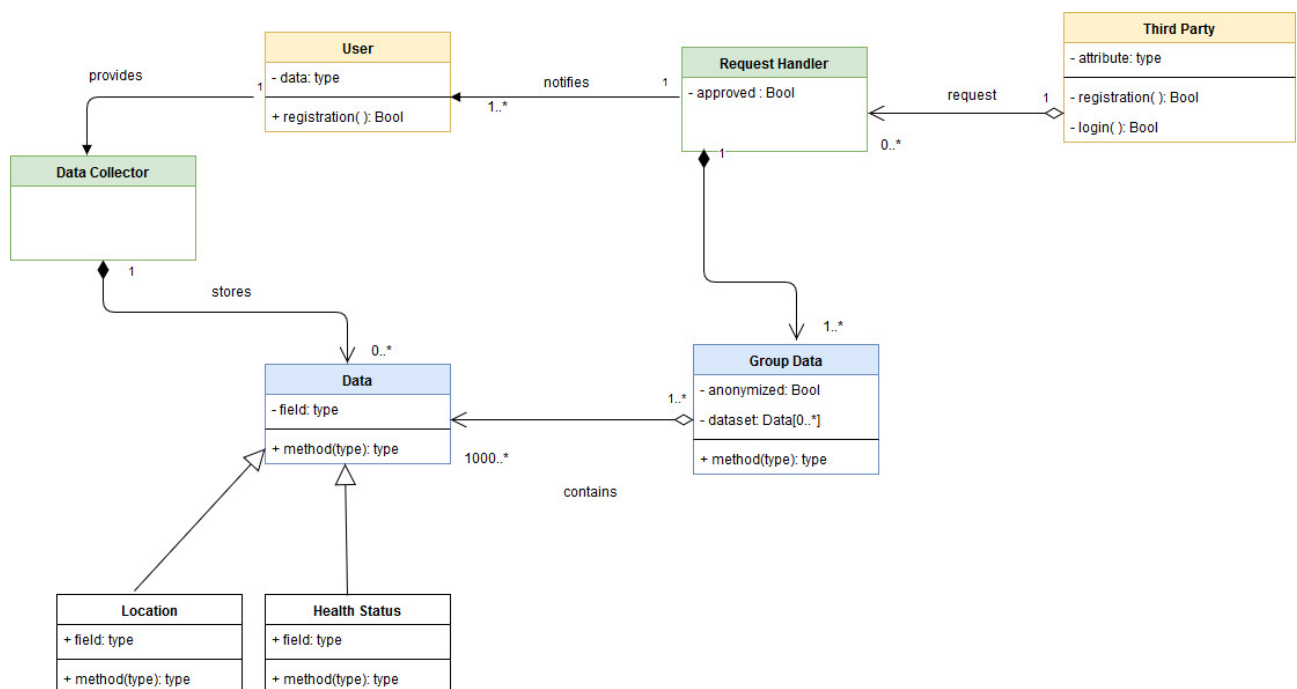 Third Party
- attribute: type
- registration( ): Bool
- login( ): Bool
User
- data: type
+ registration( ): Bool
provides
1
notifies
1..*
1
Request Handler
- approved : Bool
request
1
0..*
1
Data Collector
1
stores
0..*
1..*
Data
- field: type
+ method(type): type
1000..*
contains
1..*
Group Data
- anonymized: Bool
- dataset: Data[0..*]
+ method(type): type
Location
+ field: type
+ method(type): type
Health Status
+ field: type
+ method(type): type